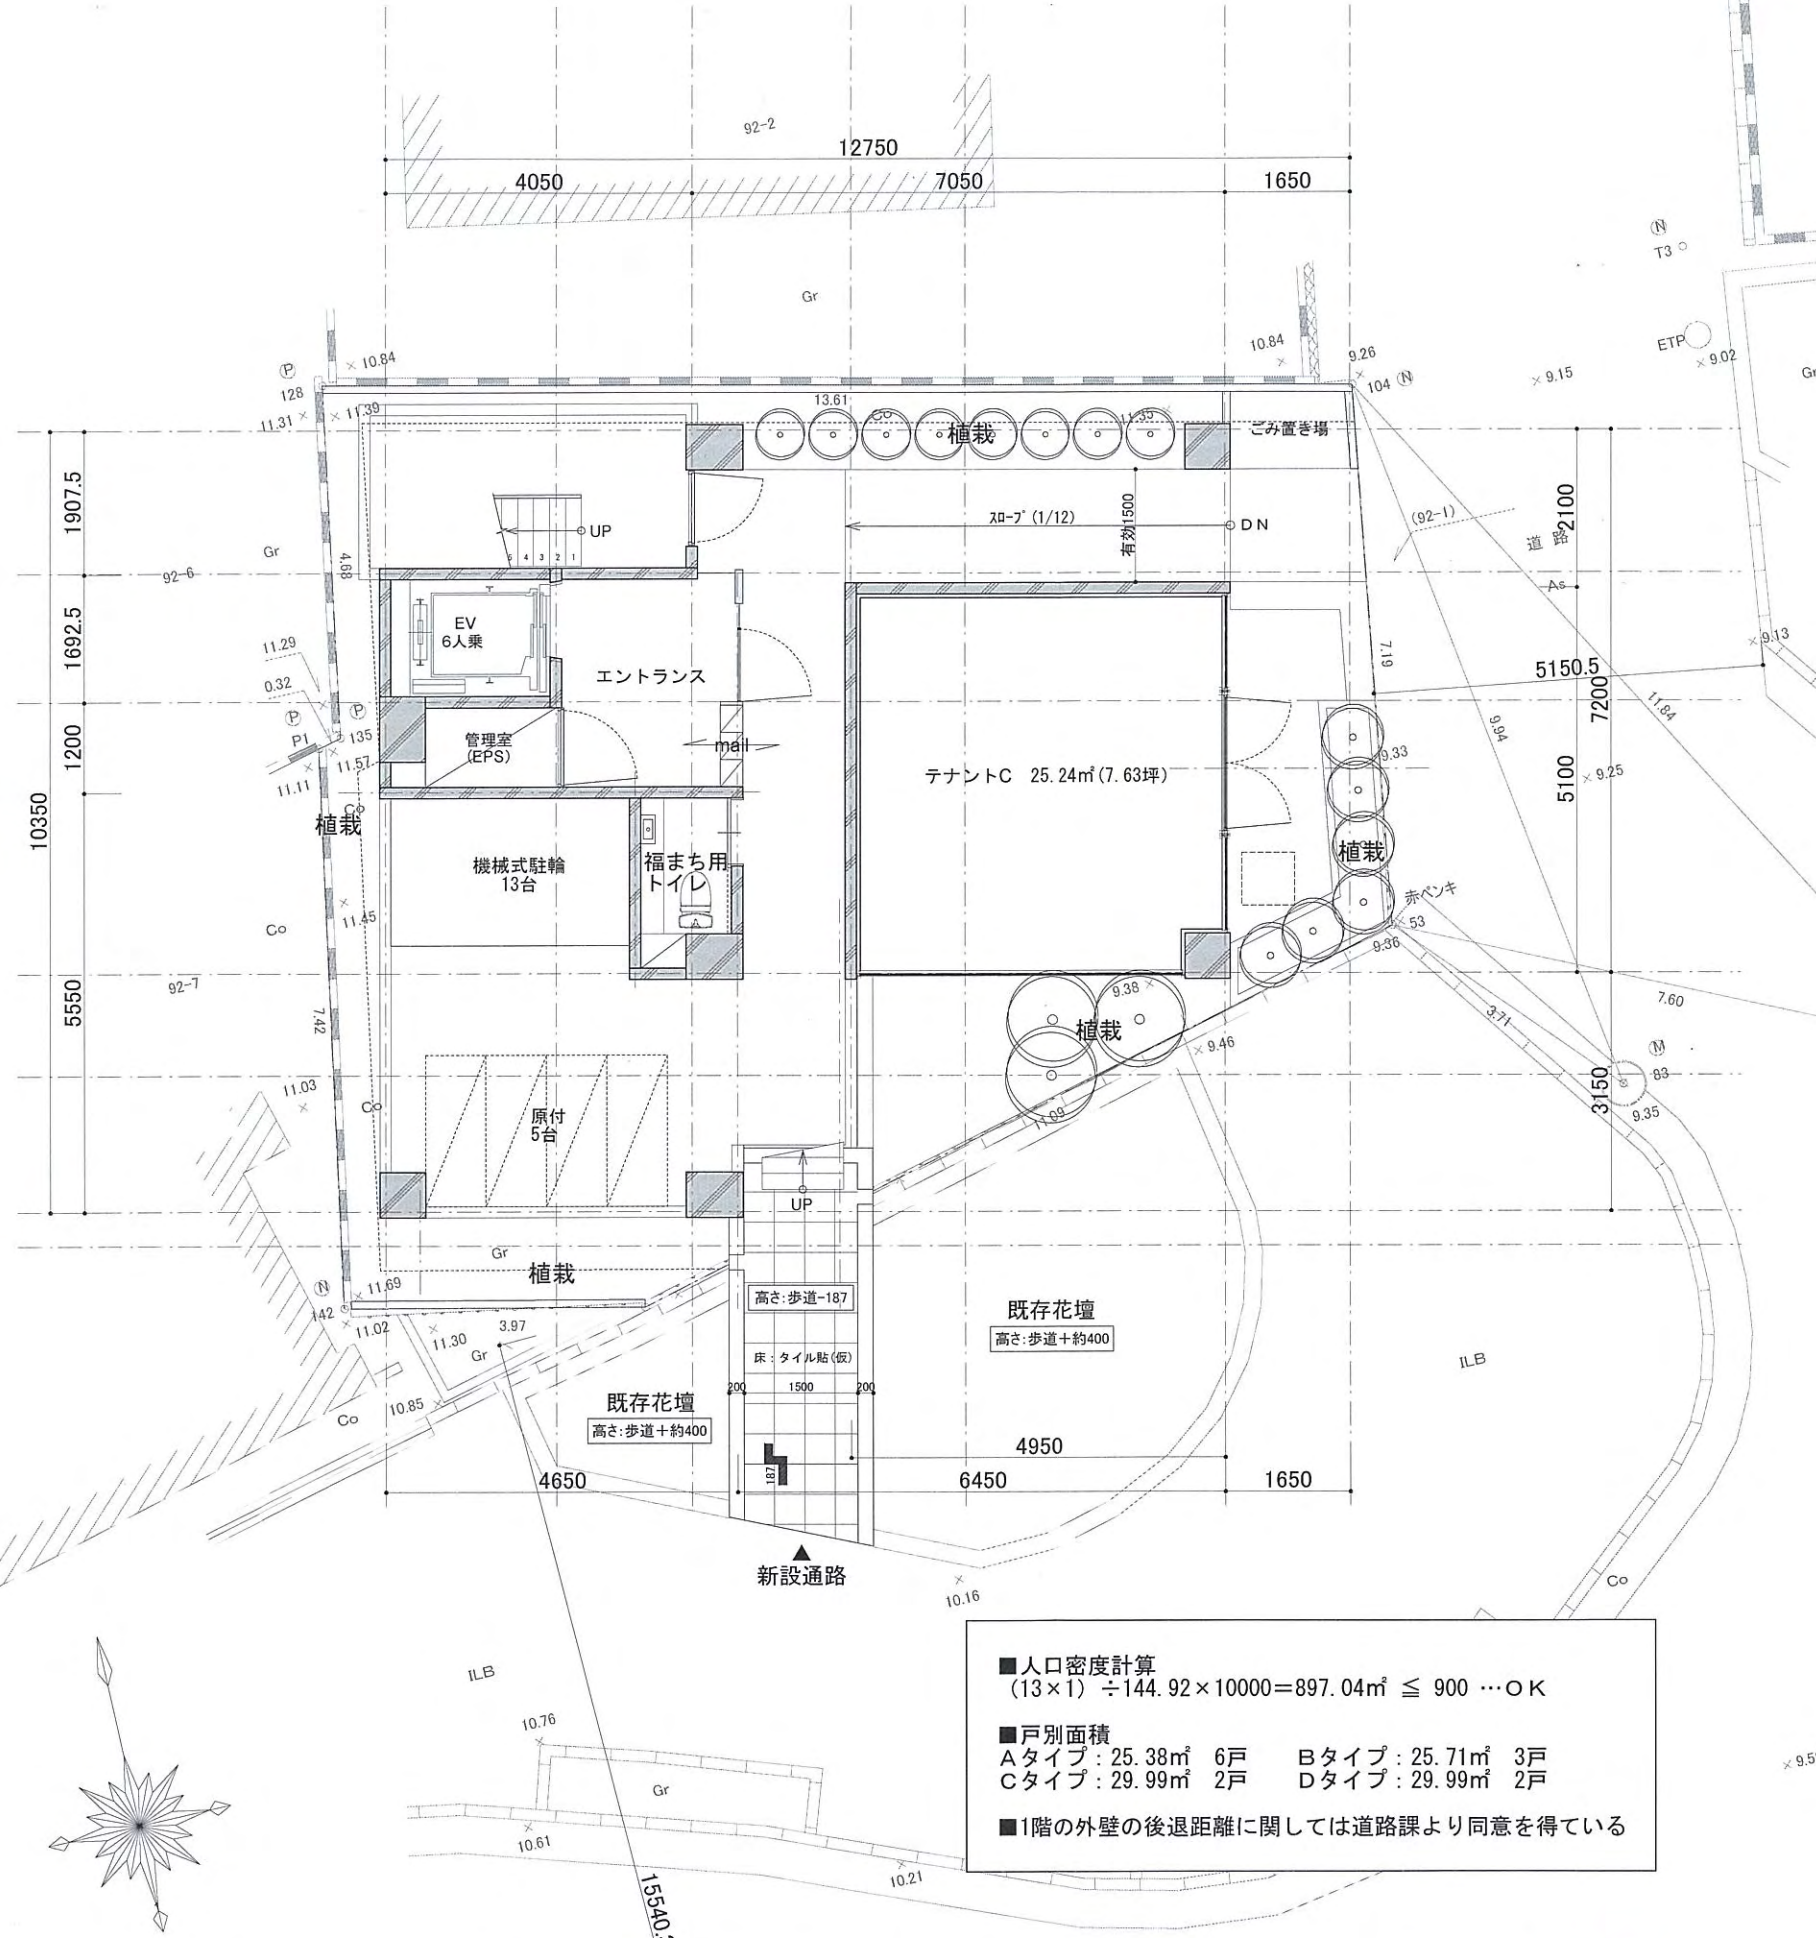 92-2
12750
4050
7050
1650
Gr
Ⓝ
T3
ETP
9.02
Gr
9.15
10.84
9.26
104 Ⓝ
Ⓟ
128
11.31
11.39
10.84
13.61
Co
11.35
植栽
ごみ置き場
1907.5
Gr
92-6
4.68
UP
5 4 3 2 1
スロープ(1/12)
有効1500
DN
(92-1)
道路
2100
As
1692.5
EV
6人乗
エントランス
7.19
5150.5
7200
9.13
11.29
0.32
Ⓟ
P1
Ⓟ
135
11.57
11.11
1200
管理室
(EPS)
mail
テナントC 25.24㎡(7.63坪)
9.94
11.84
9.33
9.25
5100
10350
Co
植栽
機械式駐輪
13台
福まち用
トイレ
植栽
赤ペンキ
53
9.36
11.45
Co
92-7
5550
7.42
9.38
植栽
9.46
7.60
3.71
Ⓜ
83
9.35
3150
11.03
Co
原付
5台
11.09
UP
Gr
植栽
Ⓝ
142
11.69
11.02
11.30
3.97
Gr
高さ:歩道-187
床:タイル貼(仮)
200
1500
200
既存花壇
高さ:歩道+約400
ILB
既存花壇
高さ:歩道+約400
10.85
Co
187
4950
4650
6450
1650
新設通路
10.16
Co
ILB
10.76
Gr
10.61
10.21
15540.
9.5
■人口密度計算
(13×1) ÷144.92×10000=897.04㎡ ≦ 900 …OK
■戸別面積
Aタイプ:25.38㎡ 6戸 Bタイプ:25.71㎡ 3戸
Cタイプ:29.99㎡ 2戸 Dタイプ:29.99㎡ 2戸
■1階の外壁の後退距離に関しては道路課より同意を得ている